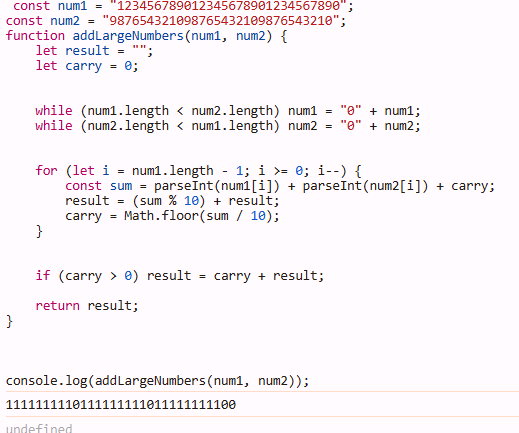 const num1 = "123456789012345678901234567890";
const num2 = "987654321098765432109876543210";
function addLargeNumbers(num1, num2) {
let result = "";
let carry = 0;
while (num1.length < num2.length) num1 = "0" + num1;
while (num2.length < num1.length) num2 = "0" + num2;
for (let i = num1.length - 1; i >= 0; i--) {
const sum = parseInt(num1[i]) + parseInt(num2[i]) + carry;
result = (sum % 10) + result;
carry = Math.floor(sum / 10);
}
if (carry > 0) result = carry + result;
return result;
}
console.log(addLargeNumbers(num1, num2));
1111111110111111111011111111100
undefined